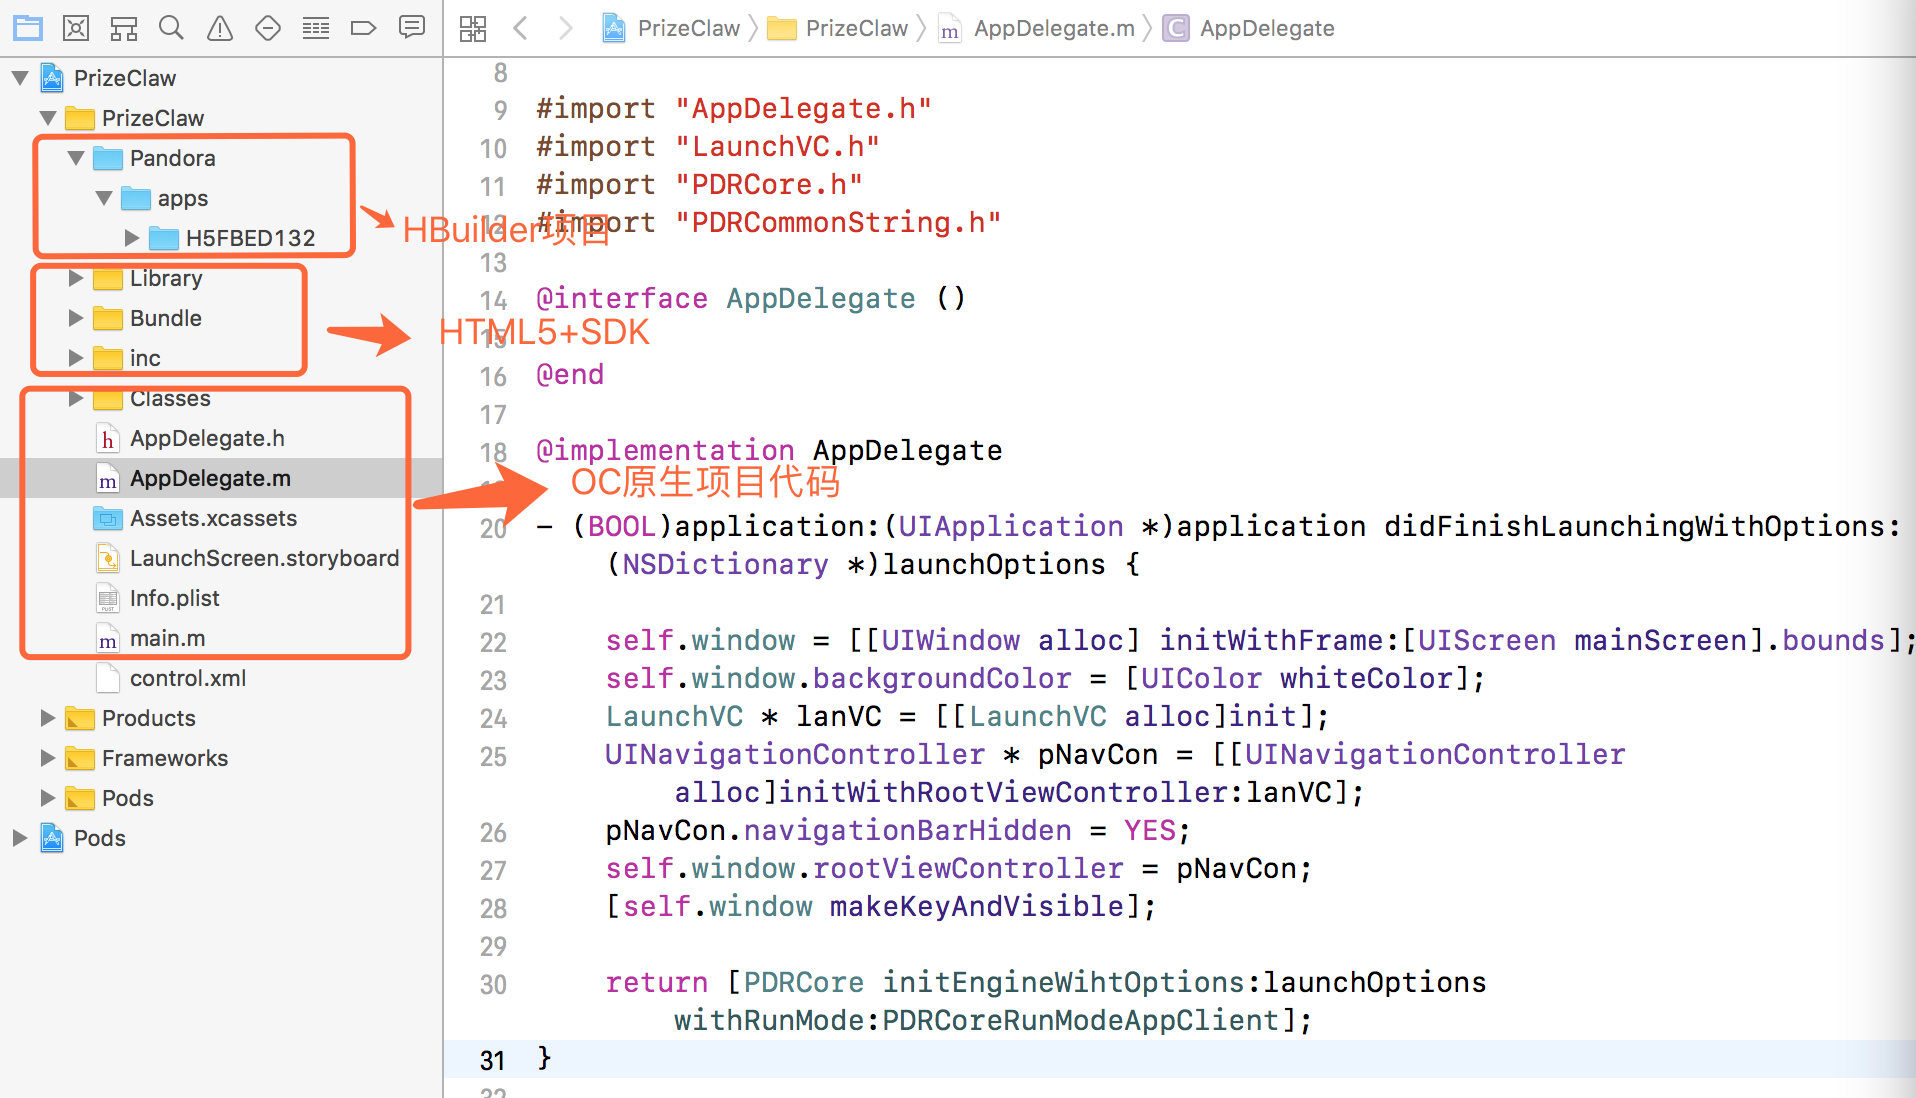 PrizeClaw
PrizeClaw
AppDelegate.m
AppDelegate
PrizeClaw
PrizeClaw
Pandora
apps
H5FBED132
Library
Bundle
inc
Classes
AppDelegate.h
AppDelegate.m
Assets.xcassets
LaunchScreen.storyboard
Info.plist
main.m
control.xml
Products
Frameworks
Pods
Pods
HBuilder项目
HTML5+SDK
OC原生项目代码
8
9 #import "AppDelegate.h"
10 #import "LaunchVC.h"
11 #import "PDRCore.h"
12 #import "PDRCommonString.h"
13
14 @interface AppDelegate ()
15
16 @end
17
18 @implementation AppDelegate
20 - (BOOL)application:(UIApplication *)application didFinishLaunchingWithOptions:
(NSDictionary *)launchOptions {
21
22 self.window = [[UIWindow alloc] initWithFrame:[UIScreen mainScreen].bounds];
23 self.window.backgroundColor = [UIColor whiteColor];
24 LaunchVC * lanVC = [[LaunchVC alloc]init];
25 UINavigationController * pNavCon = [[UINavigationController
alloc]initWithRootViewController:lanVC];
26 pNavCon.navigationBarHidden = YES;
27 self.window.rootViewController = pNavCon;
28 [self.window makeKeyAndVisible];
29
30 return [PDRCore initEngineWihtOptions:launchOptions
withRunMode:PDRCoreRunModeAppClient];
31 }
32